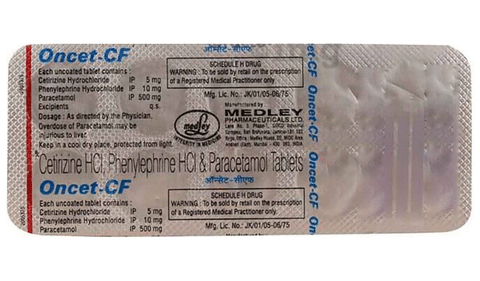 Oncet-CF
Each uncoated tablet contains :
Cetirizine Hydrochloride IP 5 mg
Phenylephrine Hydrochloride IP 10 mg
Paracetamol IP 500 mg
Excipients q.s.
Dosage : As directed by the Physician.
Overdose of Paracetamol may be
injurious to liver.
Keep in a cool dry place, protected from light.
ऑन्सेट-सीएफ
SCHEDULE H DRUG
WARNING : To be sold by retail on the prescription
of a Registered Medical Practitioner only.
Mfg. Lic. No.: JK/01/05-06/75
Manufactured by
MEDLEY
PHARMACEUTICALS LTD.
medley
INTEGRITY IN MEDICINE
Cetirizine HCl, Phenylephrine HCl & Paracetamol Tablets
Oncet-CF
Each uncoated tablet contains :
Cetirizine Hydrochloride IP 5 mg
Phenylephrine Hydrochloride IP 10 mg
Paracetamol IP 500 mg
ऑन्सेट-सीएफ
SCHEDULE H DRUG
WARNING : To be sold by retail on the prescription
of a Registered Medical Practitioner only.
Mfg. Lic. No.: JK/01/05-06/75
Oncet-CF
Oncet-CF